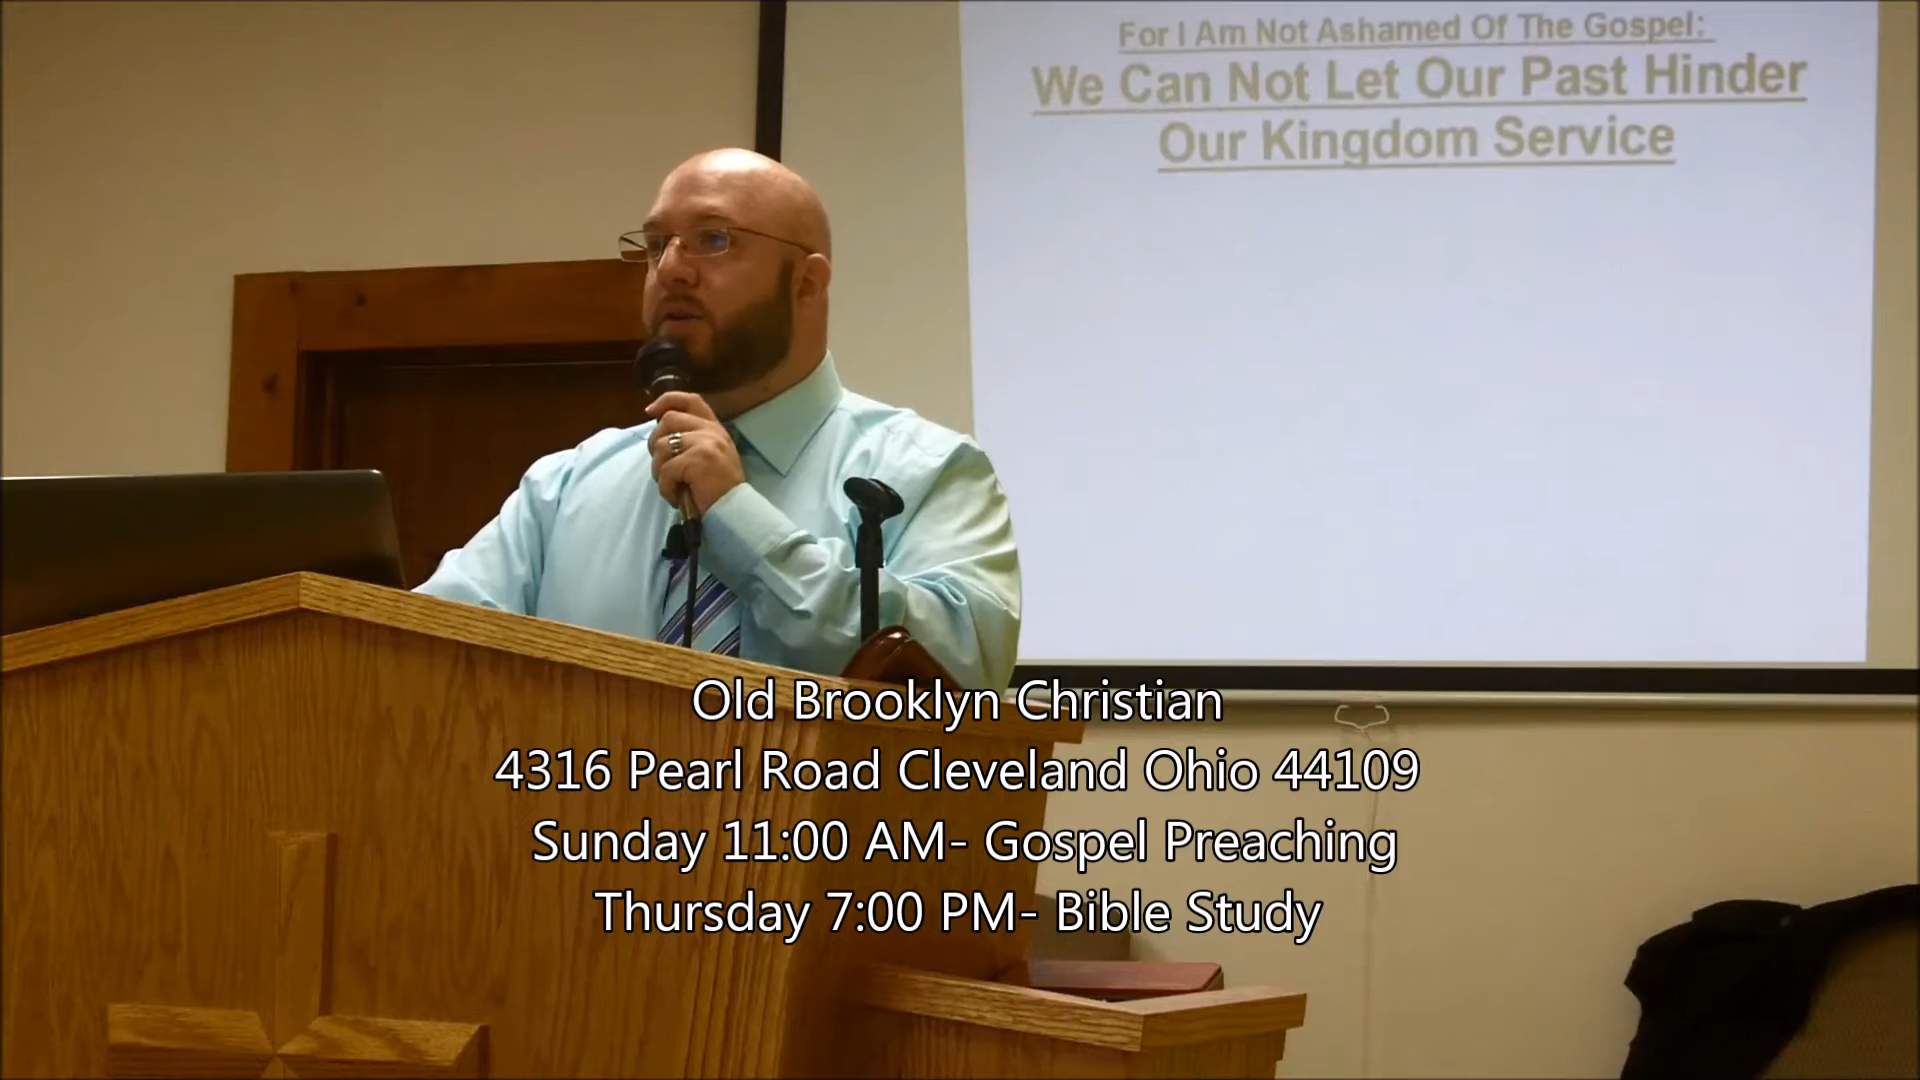 For I Am Not Ashamed Of The Gospel:
We Can Not Let Our Past Hinder
Our Kingdom Service
Old Brooklyn Christian
4316 Pearl Road Cleveland Ohio 44109
Sunday 11:00 AM- Gospel Preaching
Thursday 7:00 PM- Bible Study